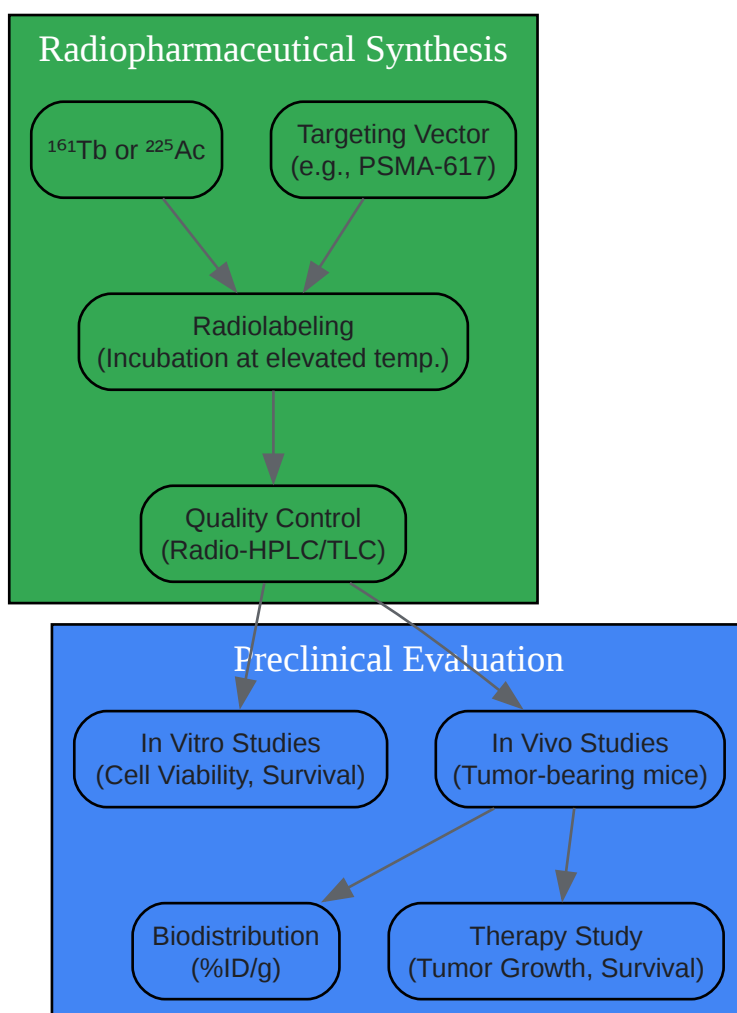 Radiopharmaceutical Synthesis
¹⁶¹Tb or ²²⁵Ac
Targeting Vector
(e.g., PSMA-617)
Radiolabeling
(Incubation at elevated temp.)
Quality Control
(Radio-HPLC/TLC)
Preclinical Evaluation
In Vitro Studies
(Cell Viability, Survival)
In Vivo Studies
(Tumor-bearing mice)
Biodistribution
(%ID/g)
Therapy Study
(Tumor Growth, Survival)